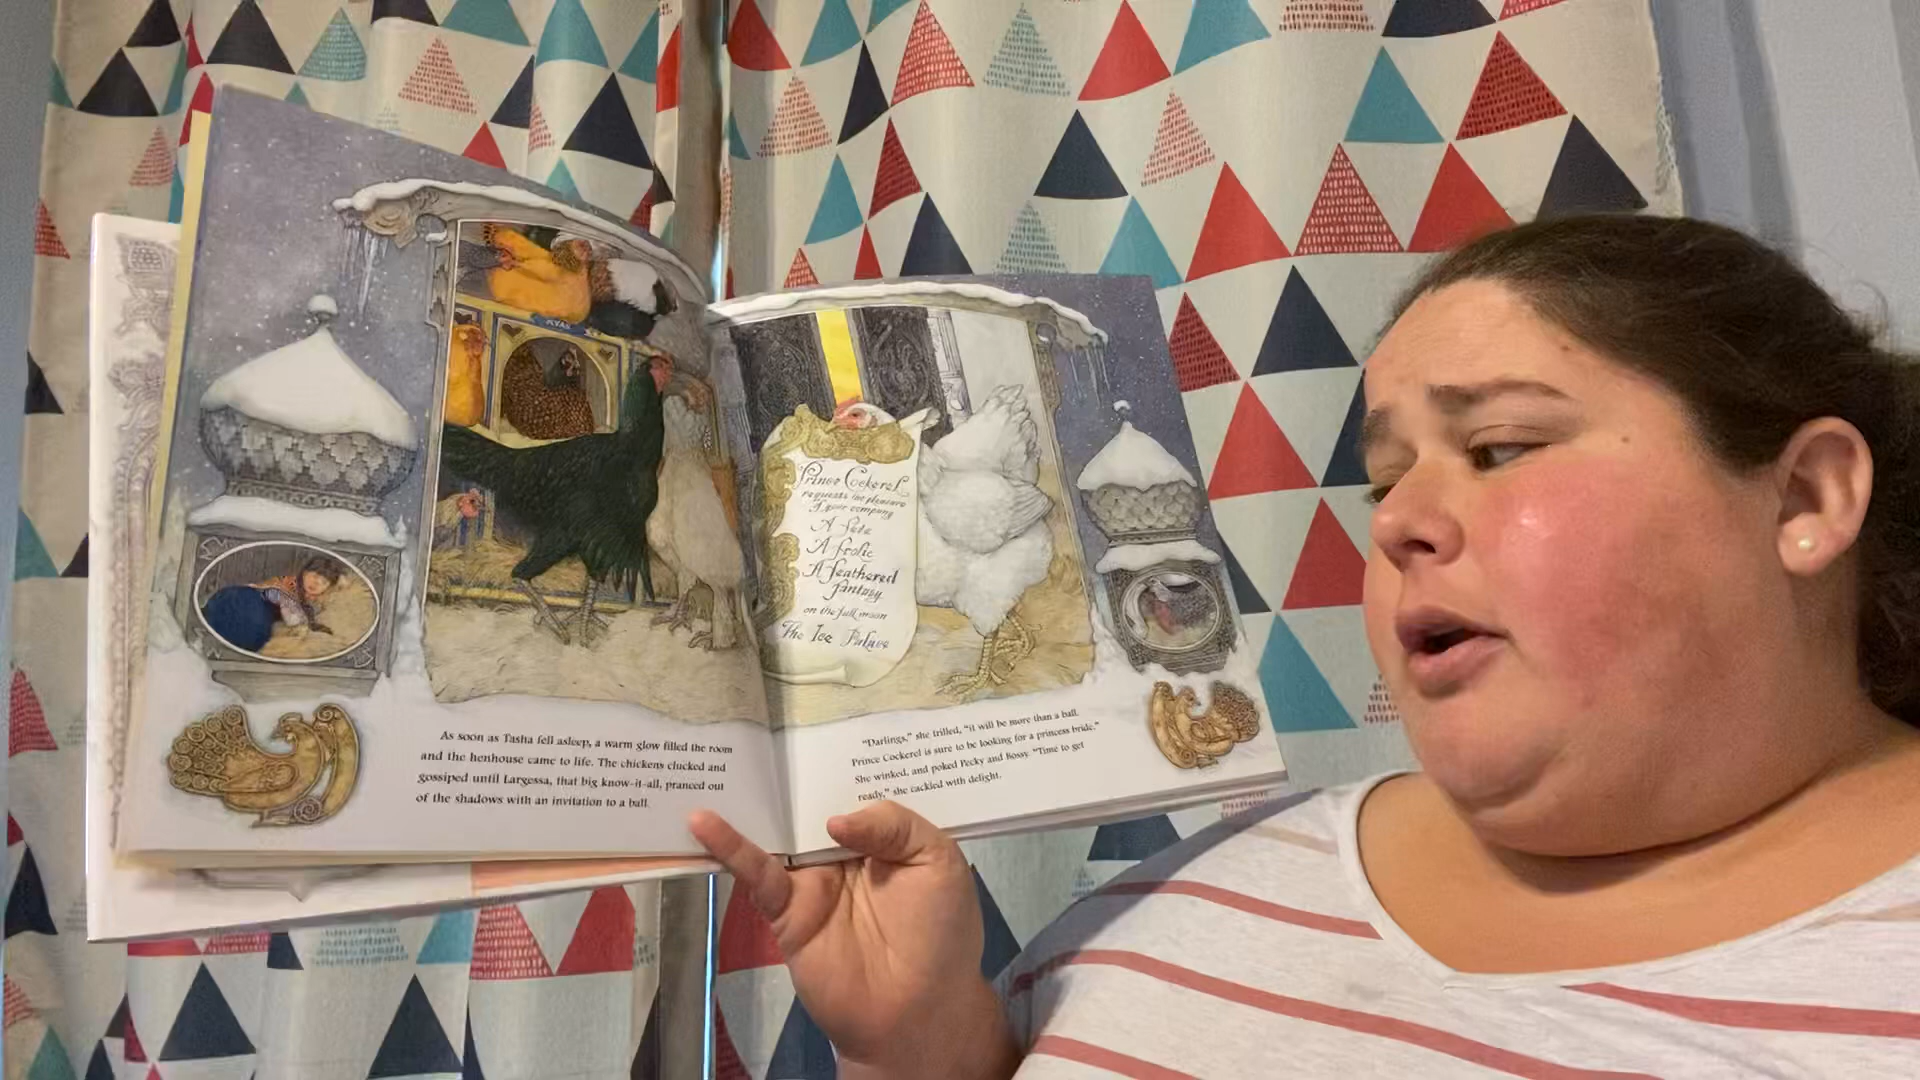 As soon as Tasha fell asleep, a warm glow filled the room
and the henhouse came to life. The chickens clucked and
gossiped until Largessa, that big know-it-all, pranced out
of the shadows with an invitation to a ball.
Prince Cockerel
requests the pleasure
of your company
A fete
A frolic
A feathered
fantasy
on the full moon
The Ice Palace
"Darlings," she trilled, "it will be more than a ball.
Prince Cockerel is sure to be looking for a princess bride."
She winked, and poked Pecky and Bossy. "Time to get
ready," she cackled with delight.